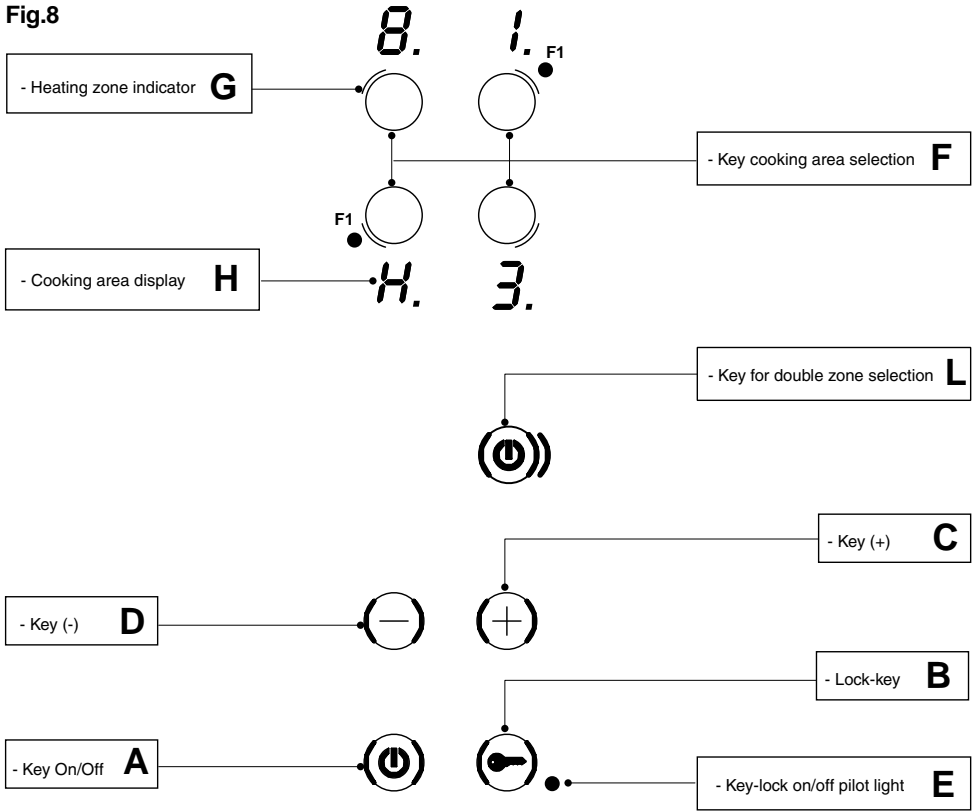 Fig.8
8. 1.
F1
- Heating zone indicator G
- Key cooking area selection F
F1
- Cooking area display H
H. 3.
- Key for double zone selection L
- Key (+) C
- Key (-) D
- Lock-key B
- Key On/Off A
- Key-lock on/off pilot light E